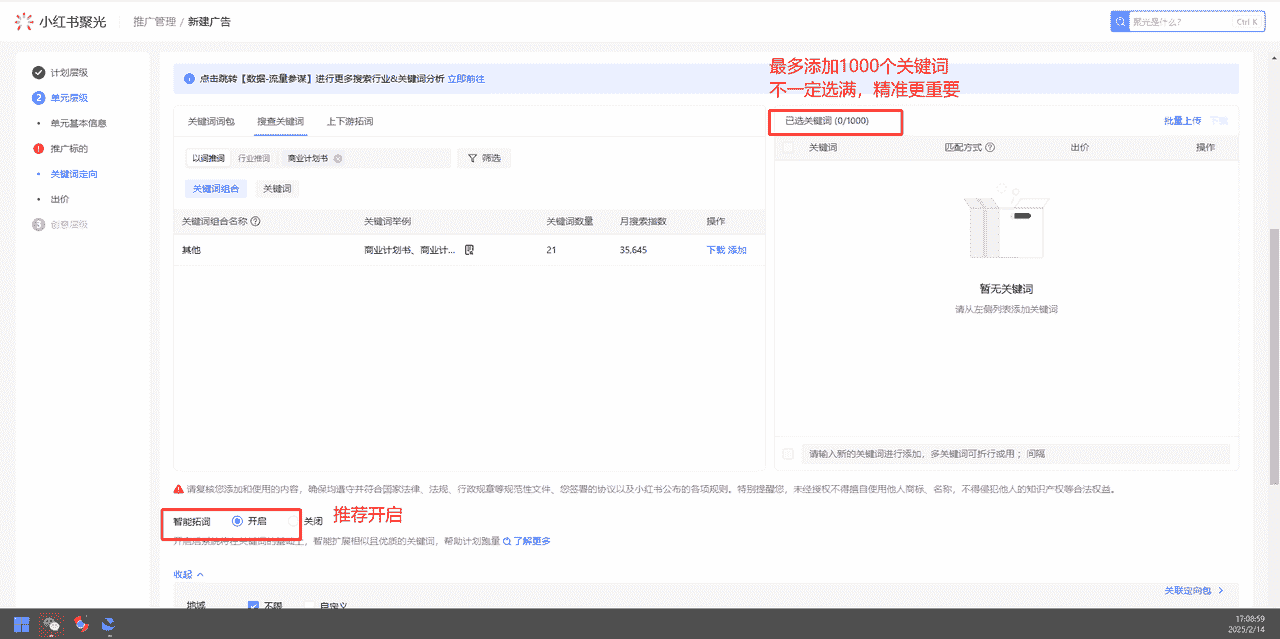 小红书聚光 推广管理 / 新建广告
聚光是什么? Ctrl K
计划层级
2 单元层级
单元基本信息
推广标的
关键词定向
出价
3 创意层级
点击跳转【数据-流量参谋】进行更多搜索行业&关键词分析 立即前往
最多添加1000个关键词
不一定选满，精准更重要
关键词词包 搜查关键词 上下游拓词
已选关键词 (0/1000) 批量上传 下载
以词推词 行业推词 商业计划书 筛选
关键词 匹配方式 出价 操作
关键词组合 关键词
关键词组合名称 关键词举例 关键词数量 月搜索指数 操作
其他 商业计划书、商业计... 21 35,645 下载 添加
暂无关键词
请从左侧列表添加关键词
请输入新的关键词进行添加，多关键词可折行或用 ；间隔
请复核您添加和使用的内容，确保均遵守并符合国家法律、法规、行政规章等规范性文件、您签署的协议以及小红书公布的各项规则。特别提醒您，未经授权不得擅自使用他人商标、名称，不得侵犯他人的知识产权等合法权益。
智能拓词 开启 关闭 推荐开启
开启后系统将在关键词的基础上，智能扩展相似且优质的关键词，帮助计划跑量 了解更多
收起
关联定向包
地域 不限 自定义
17:08:59
2025/2/14